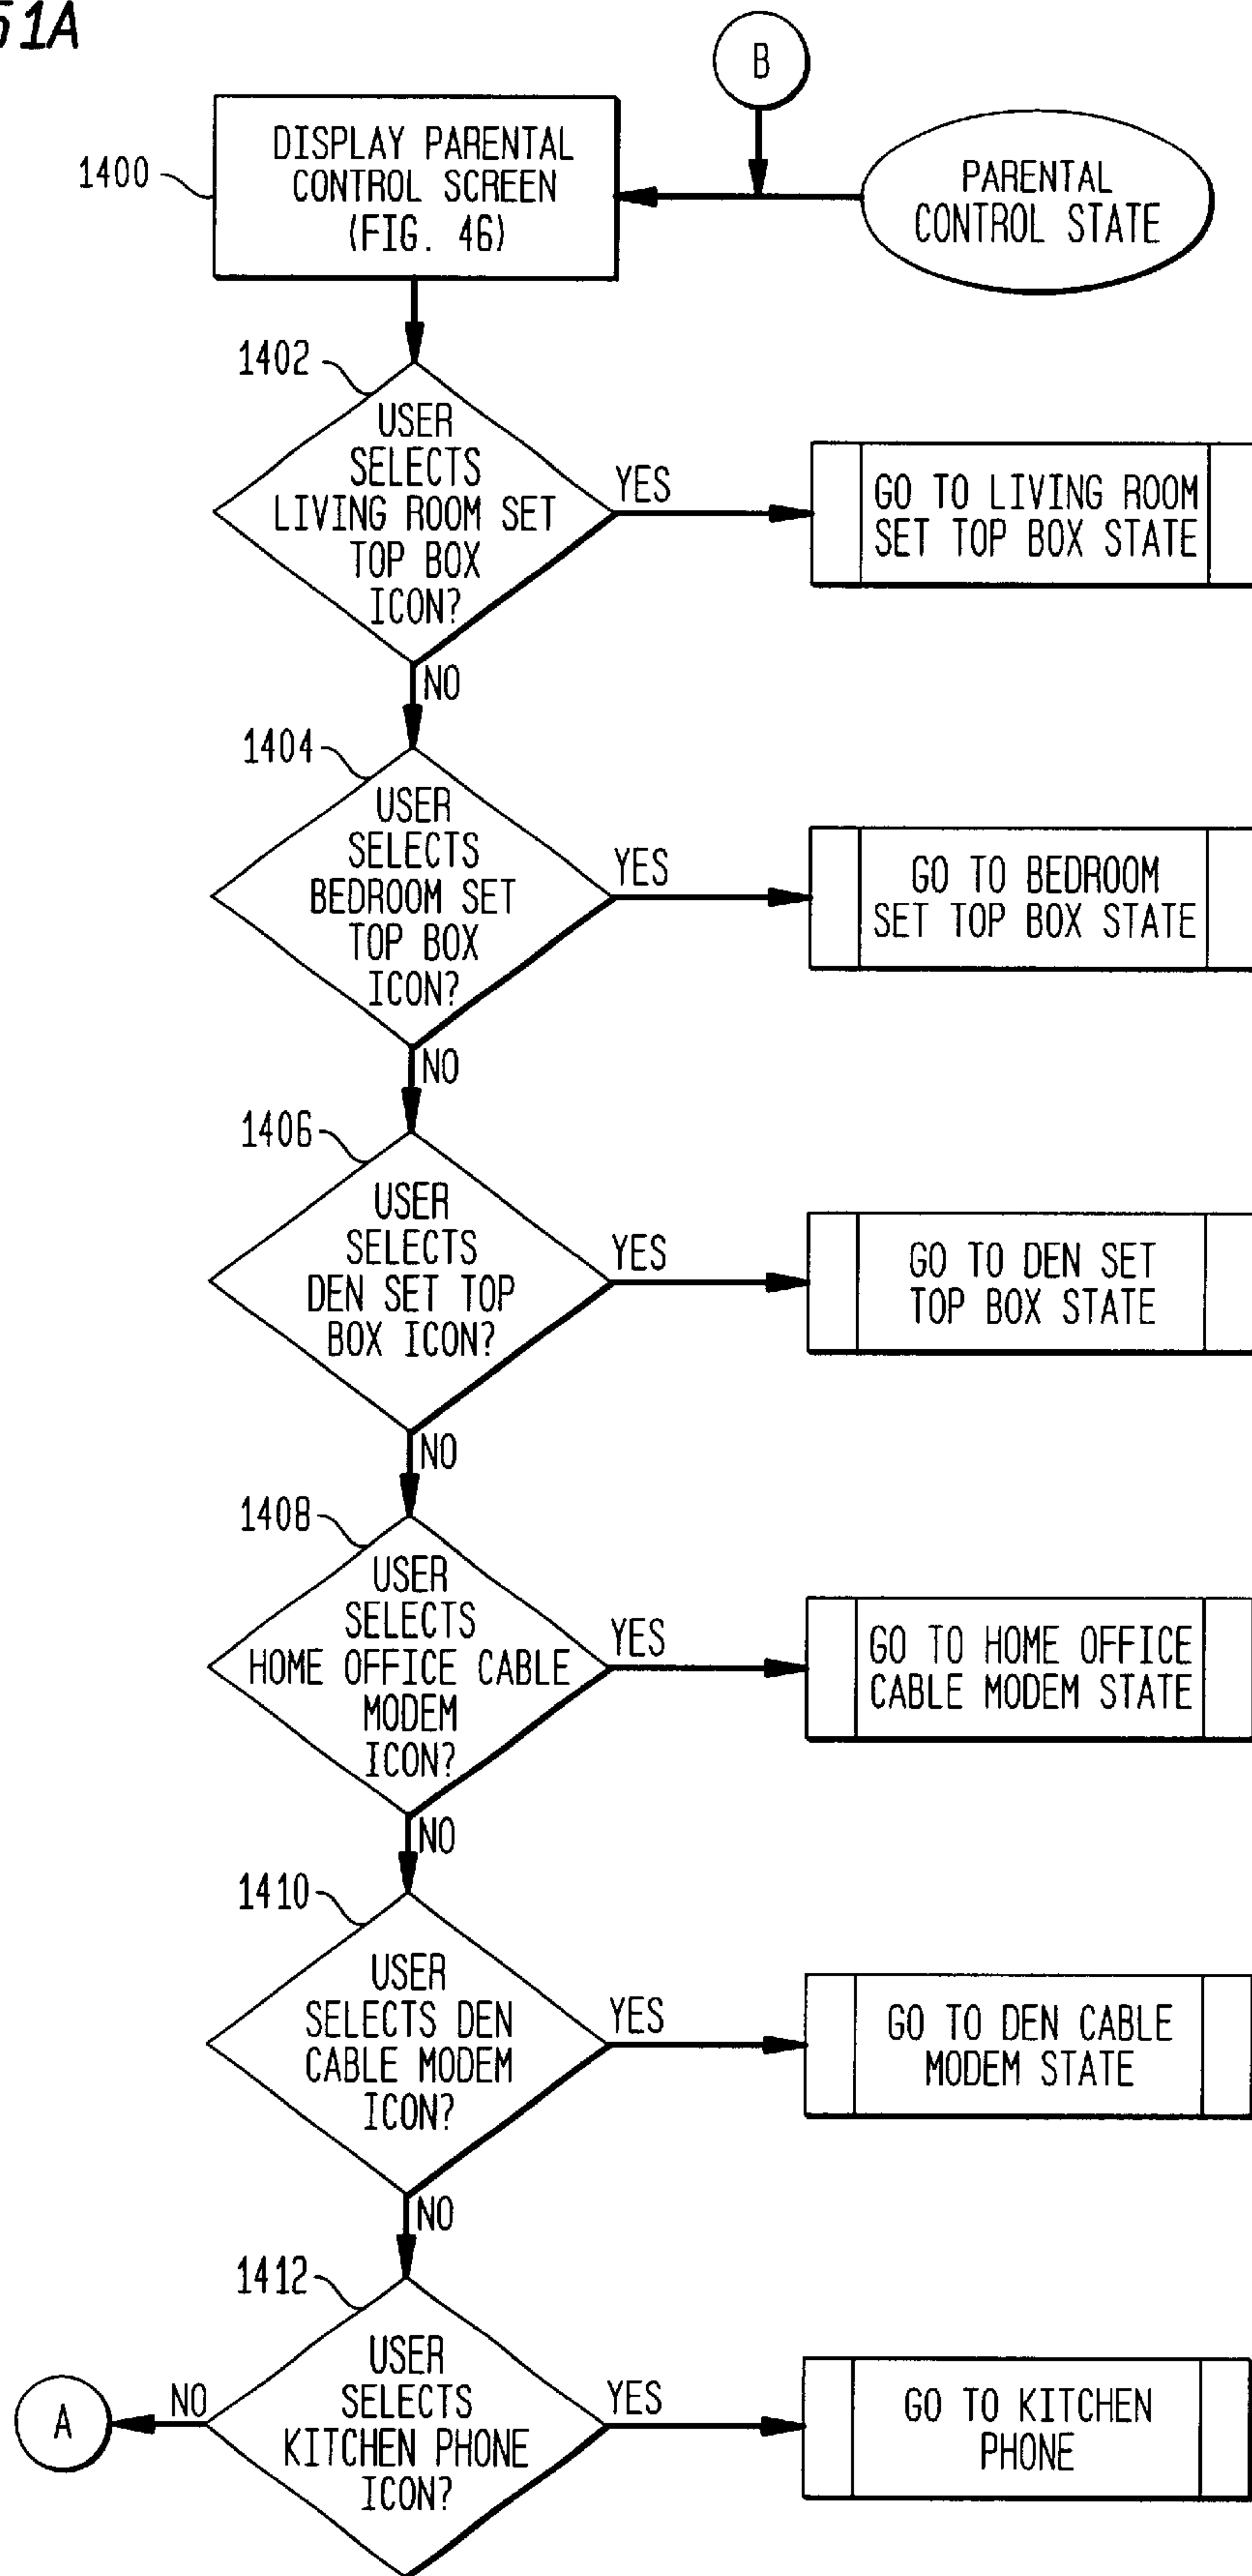 51A
B
DISPLAY PARENTAL
CONTROL SCREEN
(FIG. 46)
1400
PARENTAL
CONTROL STATE
1402
USER
SELECTS
LIVING ROOM SET
TOP BOX
ICON?
YES
GO TO LIVING ROOM
SET TOP BOX STATE
NO
1404
USER
SELECTS
BEDROOM SET
TOP BOX
ICON?
YES
GO TO BEDROOM
SET TOP BOX STATE
NO
1406
USER
SELECTS
DEN SET TOP
BOX ICON?
YES
GO TO DEN SET
TOP BOX STATE
NO
1408
USER
SELECTS
HOME OFFICE CABLE
MODEM
ICON?
YES
GO TO HOME OFFICE
CABLE MODEM STATE
NO
1410
USER
SELECTS DEN
CABLE MODEM
ICON?
YES
GO TO DEN CABLE
MODEM STATE
NO
1412
USER
SELECTS
KITCHEN PHONE
ICON?
NO
A
YES
GO TO KITCHEN
PHONE